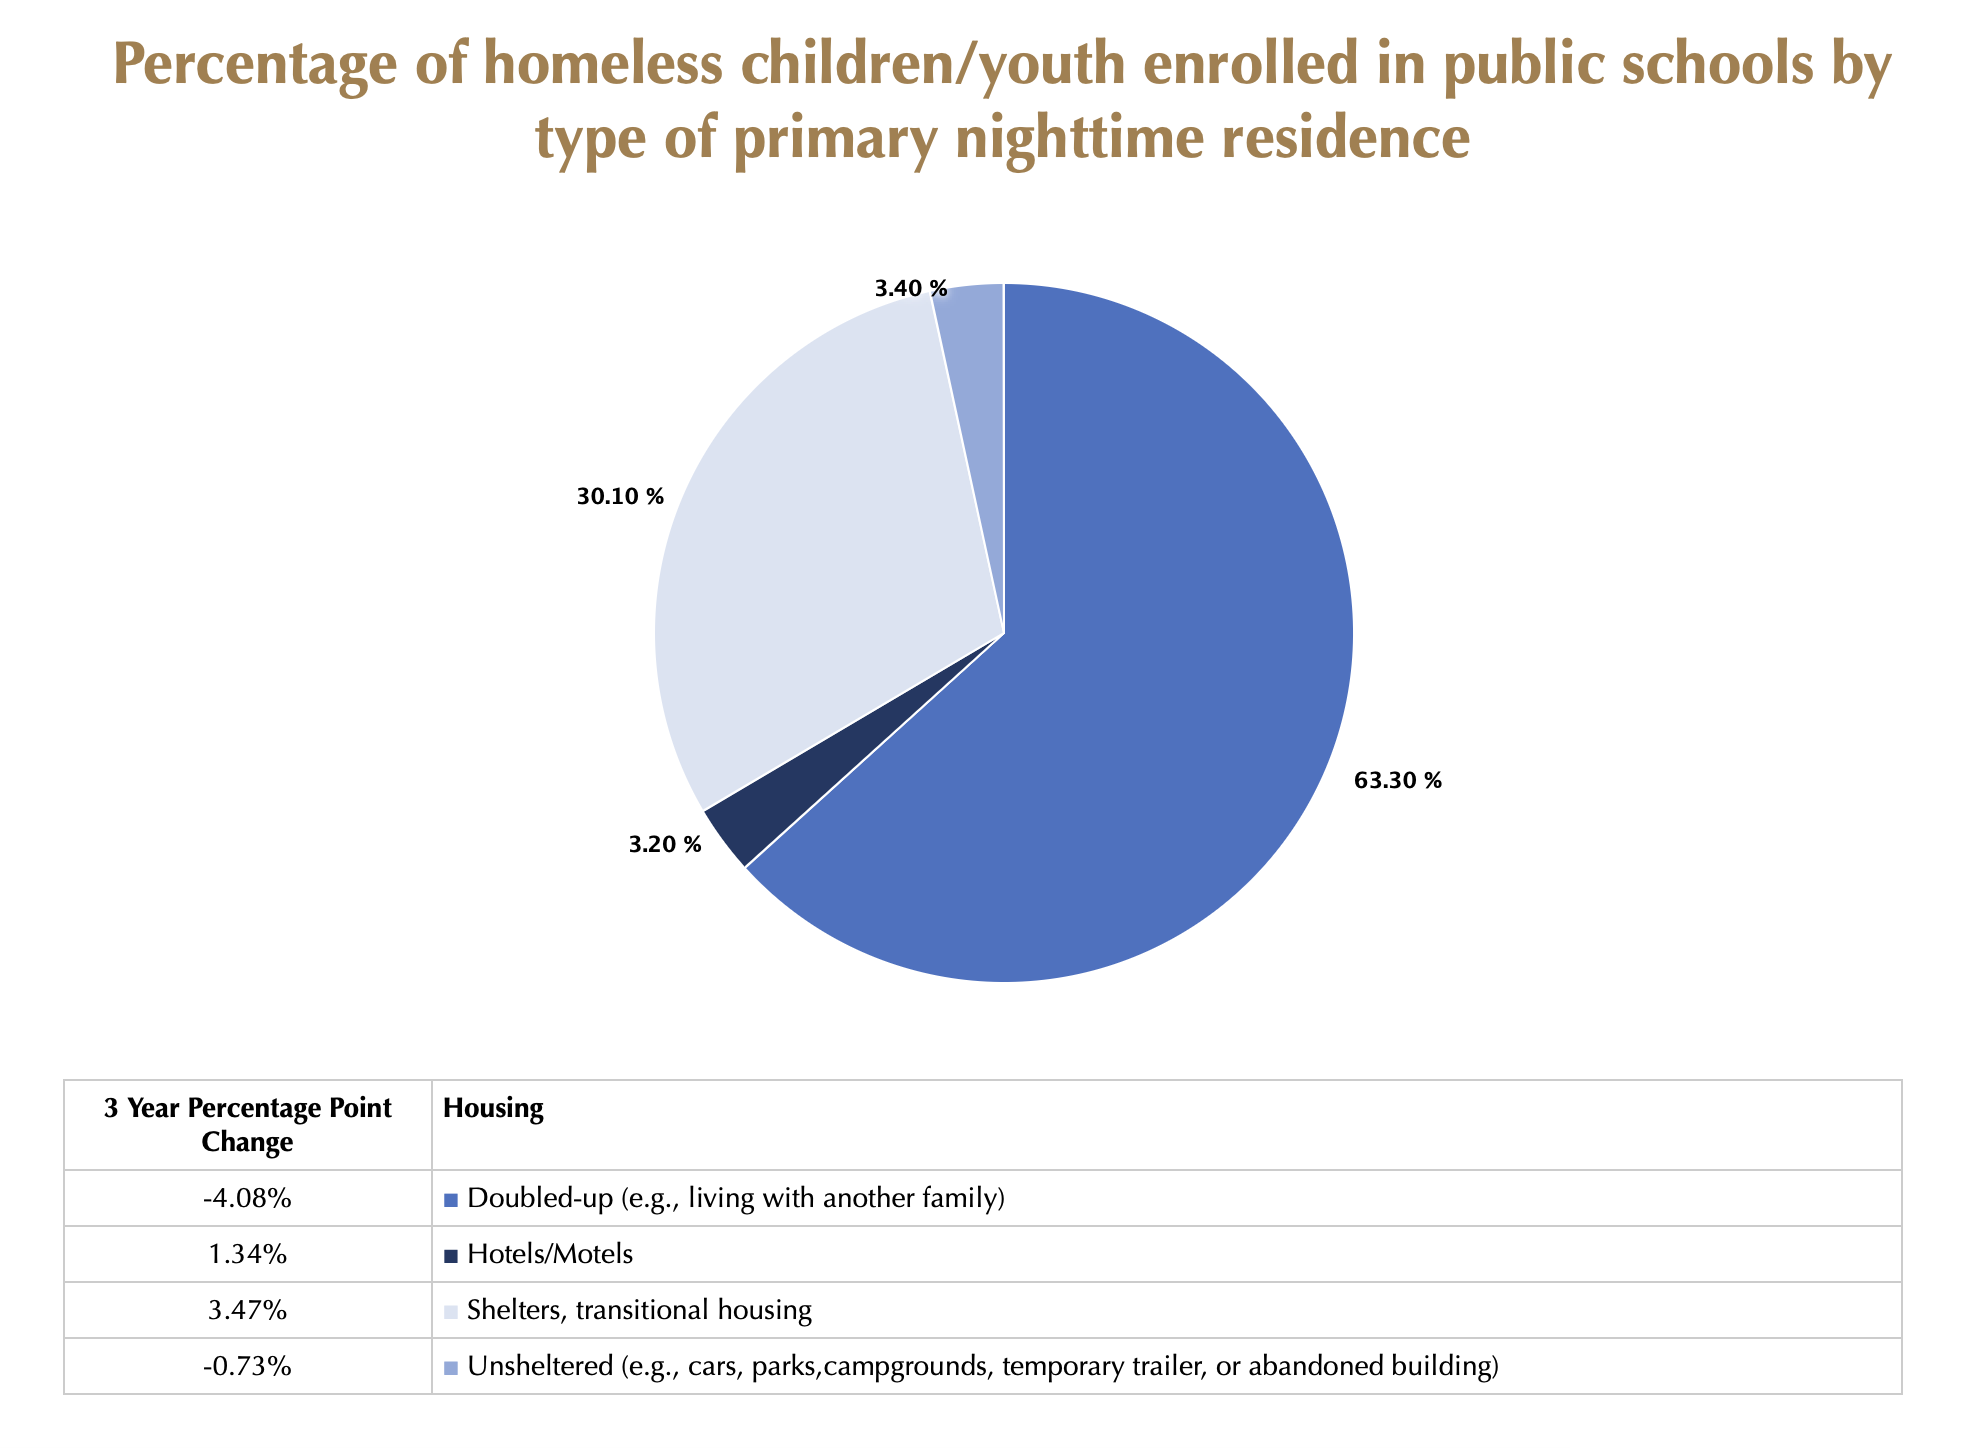 Percentage of homeless children/youth enrolled in public schools by
type of primary nighttime residence
3.40 %
30.10 %
63.30 %
3.20 %
3 Year Percentage Point
Change
Housing
-4.08%
Doubled-up (e.g., living with another family)
1.34%
Hotels/Motels
3.47%
Shelters, transitional housing
-0.73%
Unsheltered (e.g., cars, parks,campgrounds, temporary trailer, or abandoned building)